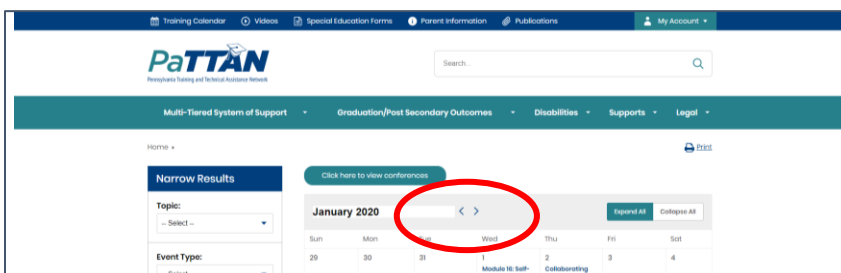 Training Calendar Videos Special Education Forms Parent Information Publications My Account
PaTTAN
Pennsylvania Training and Technical Assistance Network
Search...
Multi-Tiered System of Support Graduation/Post Secondary Outcomes Disabilities Supports Legal
Home
Print
Narrow Results
Click here to view conferences
Topic:
-- Select --
January 2020 < >
Expand All Collapse All
Sun Mon Tue Wed Thu Fri Sat
Event Type:
-- Select --
29 30 31 1 2 3 4
Module 16: Self- Collaborating